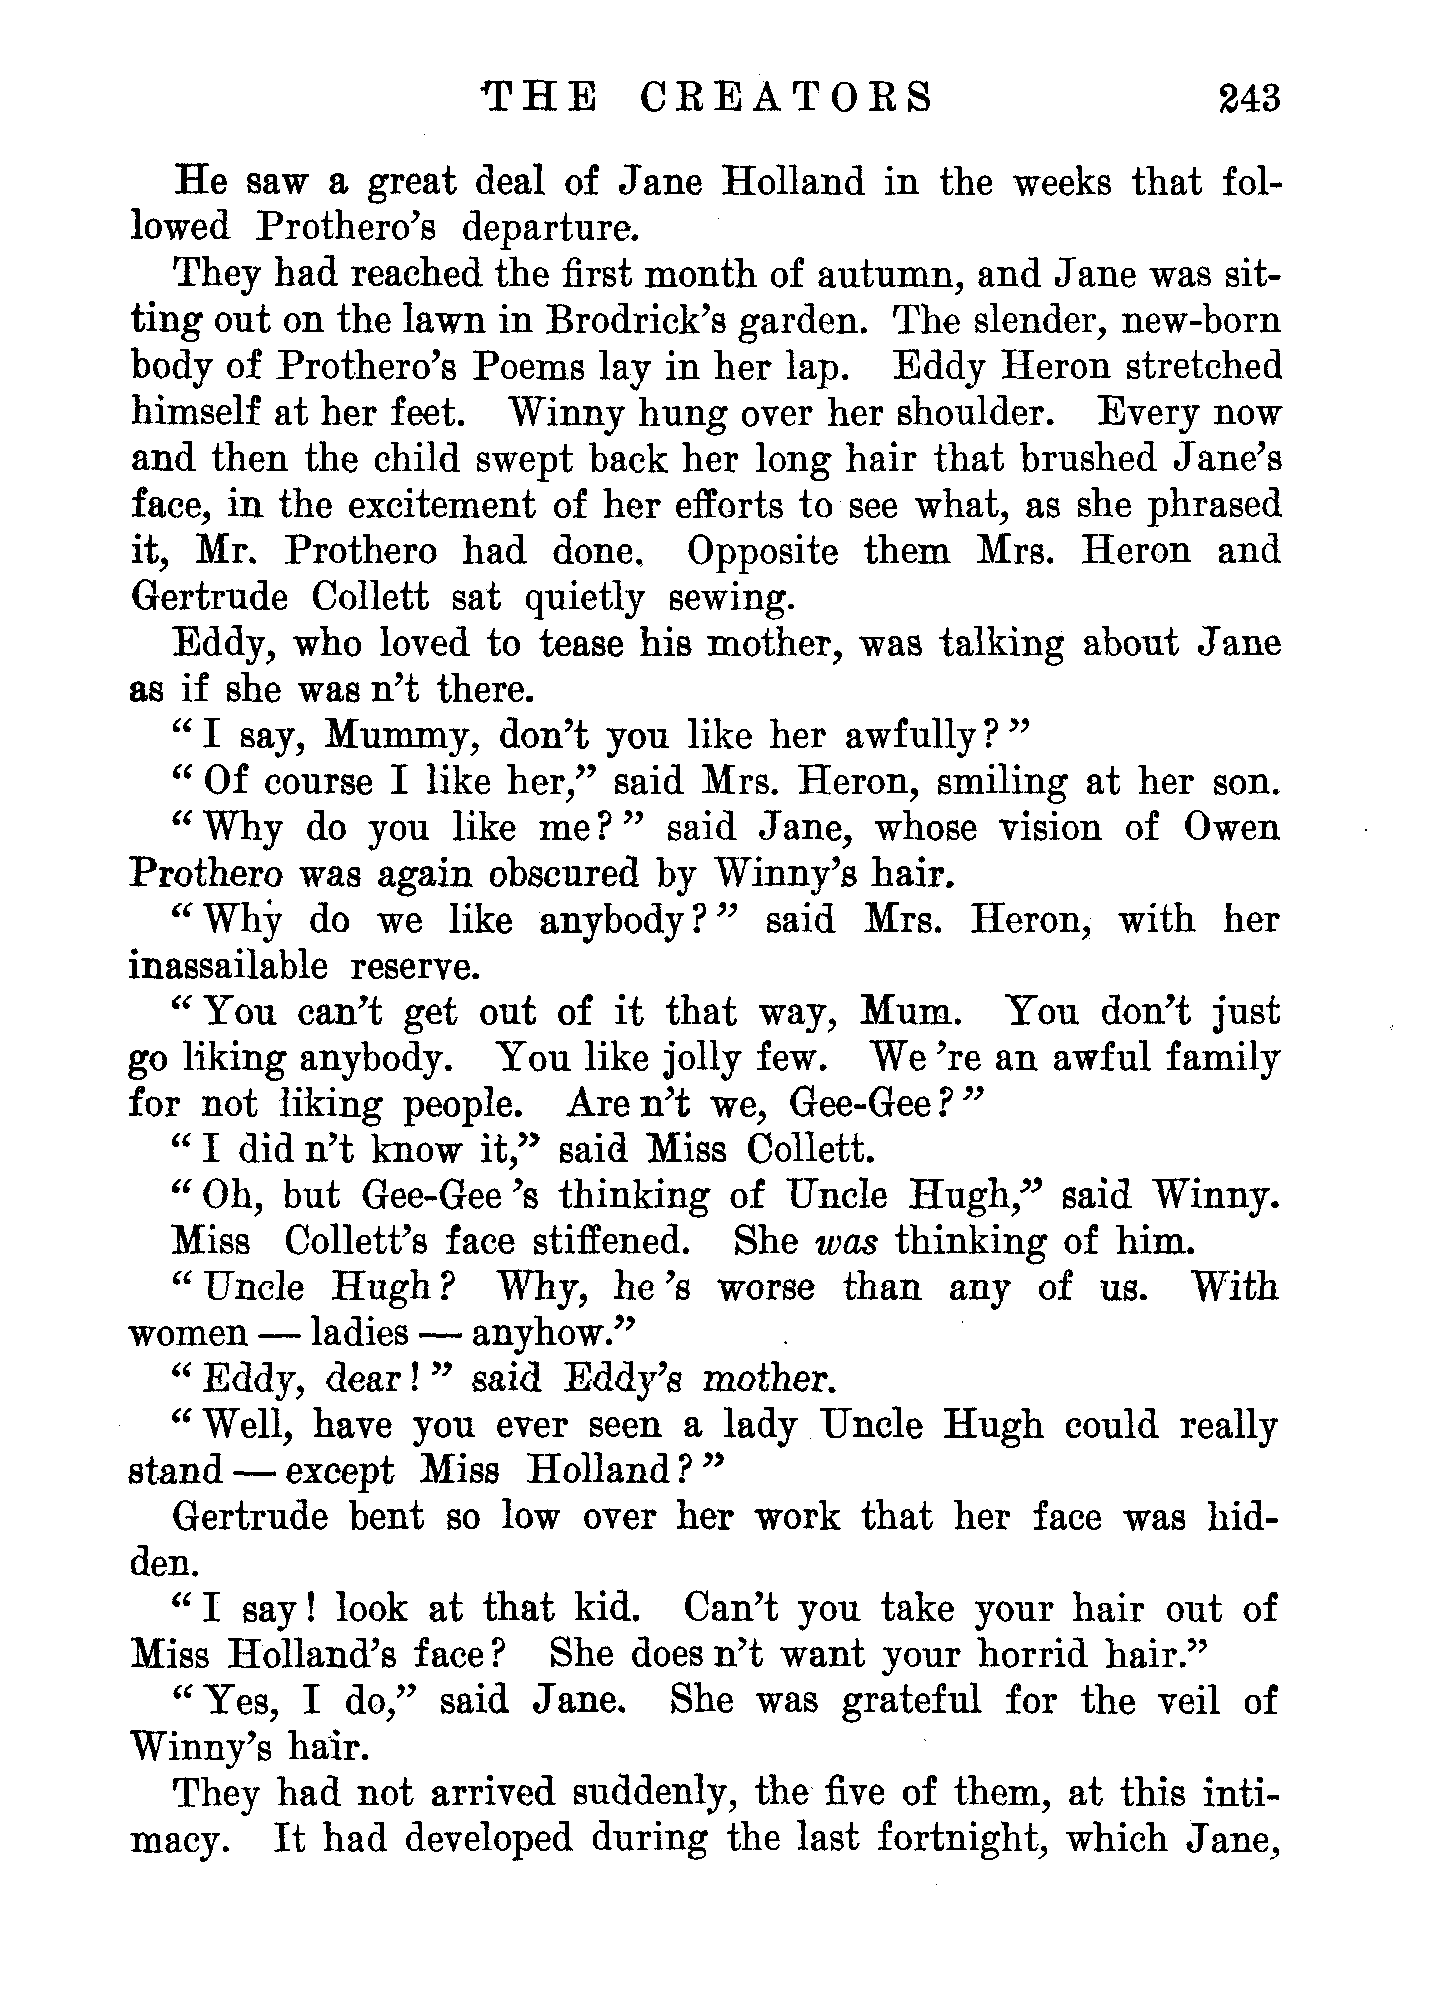 THE CREATORS 243
He saw a great deal of Jane Holland in the weeks that fol-
lowed Prothero's departure.
They had reached the first month of autumn, and Jane was sit-
ting out on the lawn in Brodrick's garden. The slender, new-born
body of Prothero's Poems lay in her lap. Eddy Heron stretched
himself at her feet. Winny hung over her shoulder. Every now
and then the child swept back her long hair that brushed Jane's
face, in the excitement of her efforts to see what, as she phrased
it, Mr. Prothero had done. Opposite them Mrs. Heron and
Gertrude Collett sat quietly sewing.
Eddy, who loved to tease his mother, was talking about Jane
as if she was n't there.
"I say, Mummy, don't you like her awfully?"
"Of course I like her," said Mrs. Heron, smiling at her son.
"Why do you like me?" said Jane, whose vision of Owen
Prothero was again obscured by Winny's hair.
"Why do we like anybody?" said Mrs. Heron, with her
inassailable reserve.
"You can't get out of it that way, Mum. You don't just
go liking anybody. You like jolly few. We 're an awful family
for not liking people. Are n't we, Gee-Gee?"
"I did n't know it," said Miss Collett.
"Oh, but Gee-Gee 's thinking of Uncle Hugh," said Winny.
Miss Collett's face stiffened. She was thinking of him.
"Uncle Hugh? Why, he 's worse than any of us. With
women — ladies — anyhow."
"Eddy, dear!" said Eddy's mother.
"Well, have you ever seen a lady Uncle Hugh could really
stand — except Miss Holland?"
Gertrude bent so low over her work that her face was hid-
den.
"I say! look at that kid. Can't you take your hair out of
Miss Holland's face? She does n't want your horrid hair."
"Yes, I do," said Jane. She was grateful for the veil of
Winny's hair.
They had not arrived suddenly, the five of them, at this inti-
macy. It had developed during the last fortnight, which Jane,